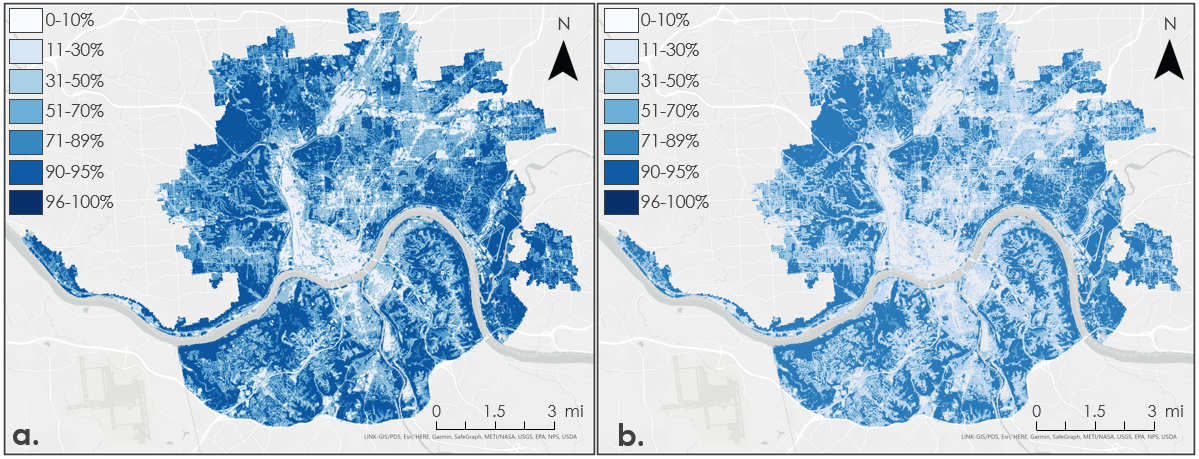 0-10%
11-30%
31-50%
51-70%
71-89%
90-95%
96-100%
N
0 1.5 3 mi
LINK-GIS/PDS, Esri, HERE, Garmin, SafeGraph, METI/NASA, USGS, EPA, NPS, USDA
a.
0-10%
11-30%
31-50%
51-70%
71-89%
90-95%
96-100%
N
0 1.5 3 mi
LINK-GIS/PDS, Esri, HERE, Garmin, SafeGraph, METI/NASA, USGS, EPA, NPS, USDA
b.